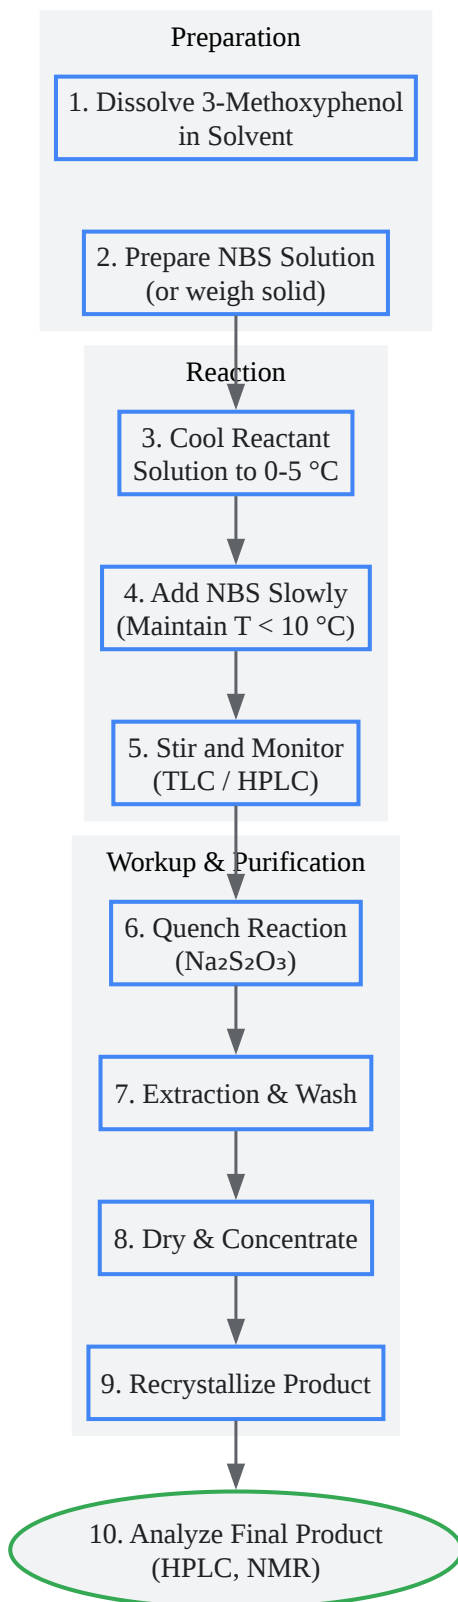 Preparation
1. Dissolve 3-Methoxyphenol
in Solvent
2. Prepare NBS Solution
(or weigh solid)
Reaction
3. Cool Reactant
Solution to 0-5 °C
4. Add NBS Slowly
(Maintain T < 10 °C)
5. Stir and Monitor
(TLC / HPLC)
Workup & Purification
6. Quench Reaction
(Na₂S₂O₃)
7. Extraction & Wash
8. Dry & Concentrate
9. Recrystallize Product
10. Analyze Final Product
(HPLC, NMR)